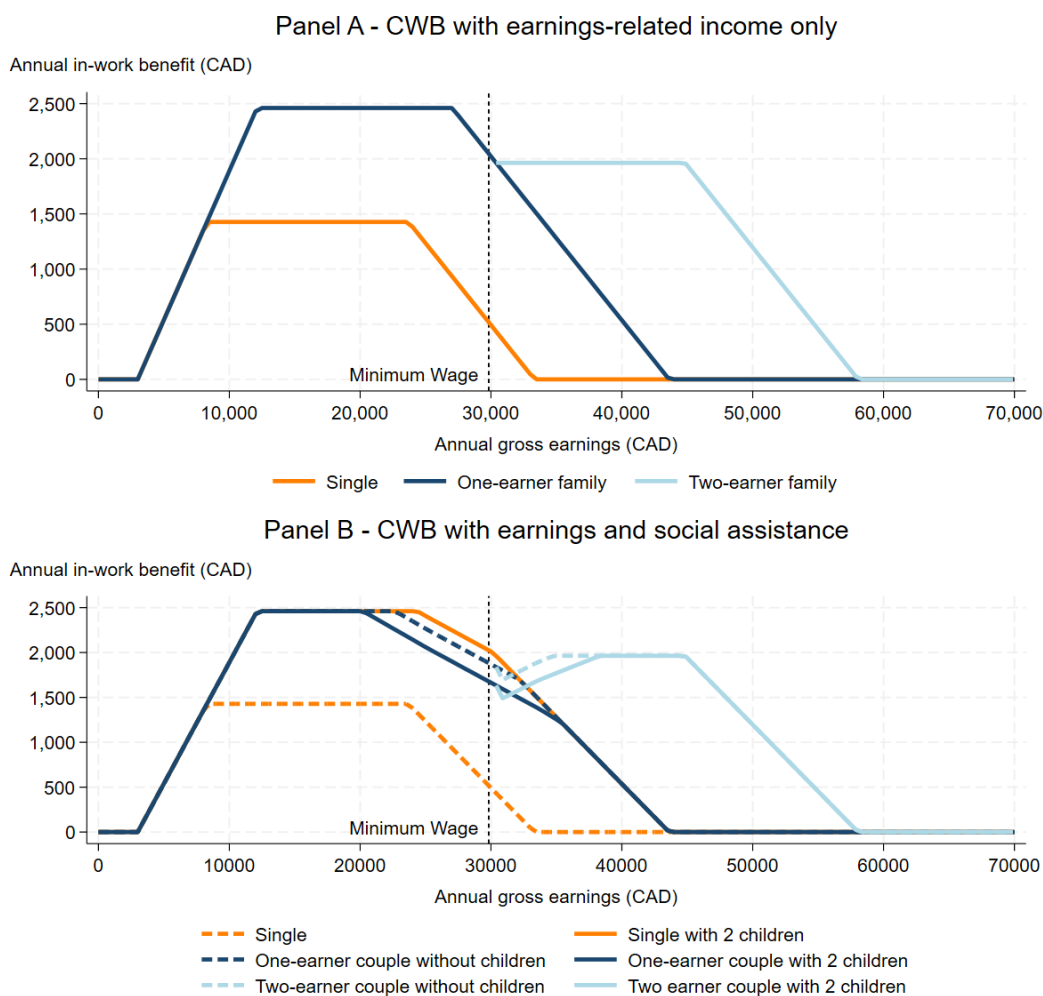 Panel A - CWB with earnings-related income only
Annual in-work benefit (CAD)
2,500
2,000
1,500
1,000
500
0
Minimum Wage
0 10,000 20,000 30,000 40,000 50,000 60,000 70,000
Annual gross earnings (CAD)
Single One-earner family Two-earner family
Panel B - CWB with earnings and social assistance
Annual in-work benefit (CAD)
2,500
2,000
1,500
1,000
500
0
Minimum Wage
0 10000 20000 30000 40000 50000 60000 70000
Annual gross earnings (CAD)
Single Single with 2 children
One-earner couple without children One-earner couple with 2 children
Two-earner couple without children Two earner couple with 2 children